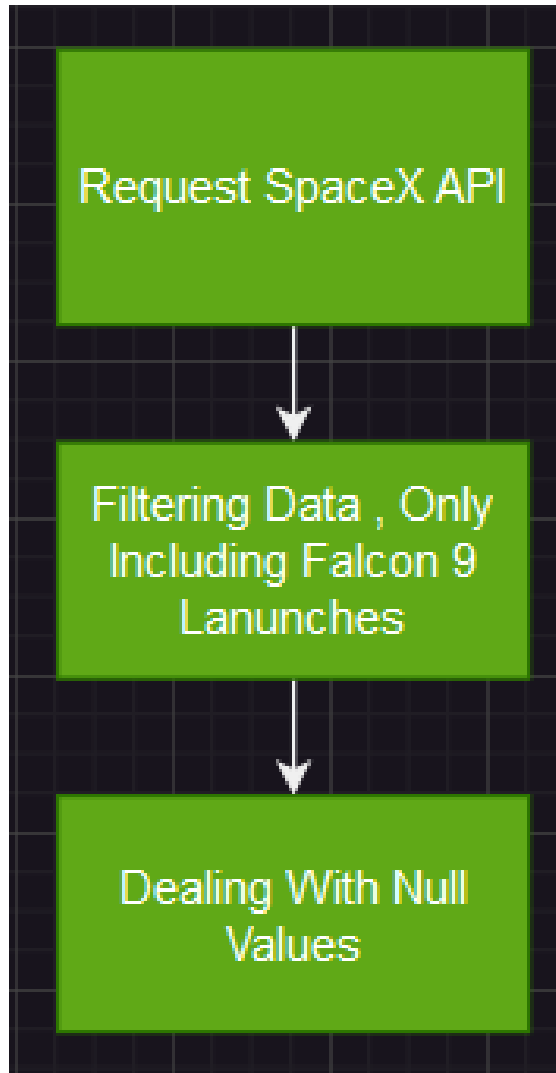 Request SpaceX API
Filtering Data , Only
Including Falcon 9
Lanunches
Dealing With Null
Values